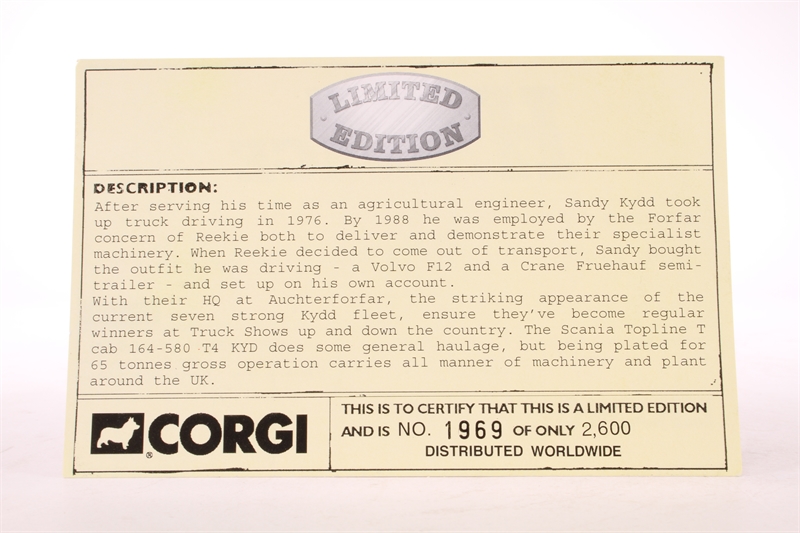 LIMITED
EDITION
DESCRIPTION:
After serving his time as an agricultural engineer, Sandy Kydd took
up truck driving in 1976. By 1988 he was employed by the Forfar
concern of Reekie both to deliver and demonstrate their specialist
machinery. When Reekie decided to come out of transport, Sandy bought
the outfit he was driving - a Volvo F12 and a Crane Fruehauf semi-
trailer - and set up on his own account.
With their HQ at Auchterforfar, the striking appearance of the
current seven strong Kydd fleet, ensure they've become regular
winners at Truck Shows up and down the country. The Scania Topline T
cab 164-580 T4 KYD does some general haulage, but being plated for
65 tonnes gross operation carries all manner of machinery and plant
around the UK.
® CORGI
THIS IS TO CERTIFY THAT THIS IS A LIMITED EDITION
AND IS NO. 1969 OF ONLY 2,600
DISTRIBUTED WORLDWIDE